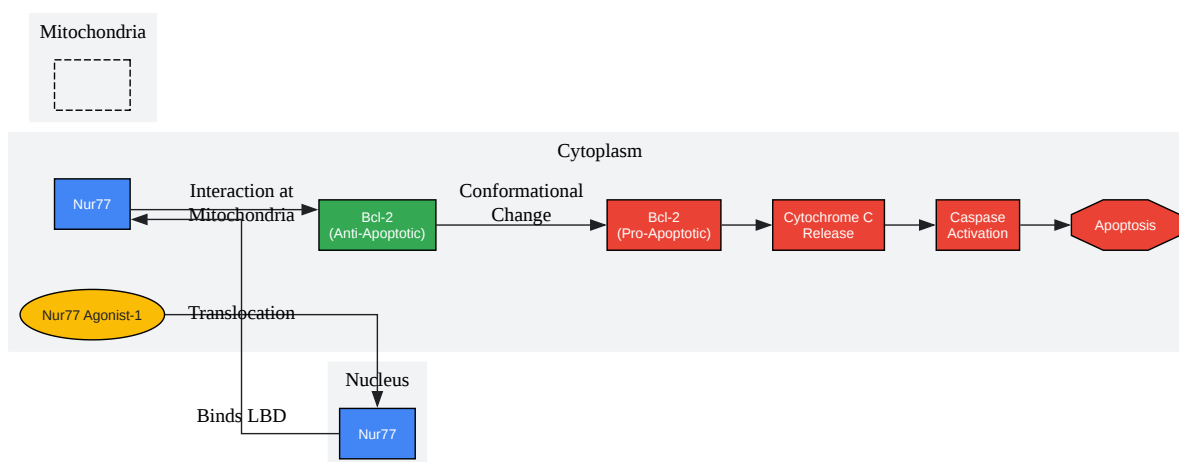 Mitochondria
Cytoplasm
Nur77
Interaction at
Mitochondria
Bcl-2
(Anti-Apoptotic)
Conformational
Change
Bcl-2
(Pro-Apoptotic)
Cytochrome C
Release
Caspase
Activation
Apoptosis
Nur77 Agonist-1
Translocation
Nucleus
Binds LBD
Nur77